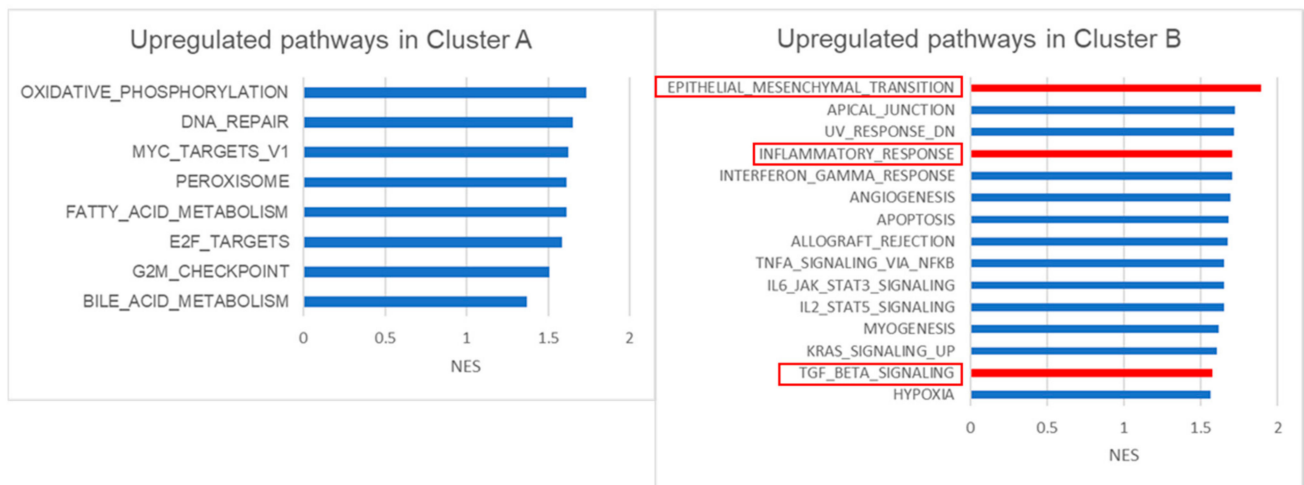 Upregulated pathways in Cluster A
OXIDATIVE_PHOSPHORYLATION
DNA_REPAIR
MYC_TARGETS_V1
PEROXISOME
FATTY_ACID_METABOLISM
E2F_TARGETS
G2M_CHECKPOINT
BILE_ACID_METABOLISM
0 0.5 1 1.5 2
NES
Upregulated pathways in Cluster B
EPITHELIAL_MESENCHYMAL_TRANSITION
APICAL_JUNCTION
UV_RESPONSE_DN
INFLAMMATORY_RESPONSE
INTERFERON_GAMMA_RESPONSE
ANGIOGENESIS
APOPTOSIS
ALLOGRAFT_REJECTION
TNFA_SIGNALING_VIA_NFKB
IL6_JAK_STAT3_SIGNALING
IL2_STAT5_SIGNALING
MYOGENESIS
KRAS_SIGNALING_UP
TGF_BETA_SIGNALING
HYPOXIA
0 0.5 1 1.5 2
NES